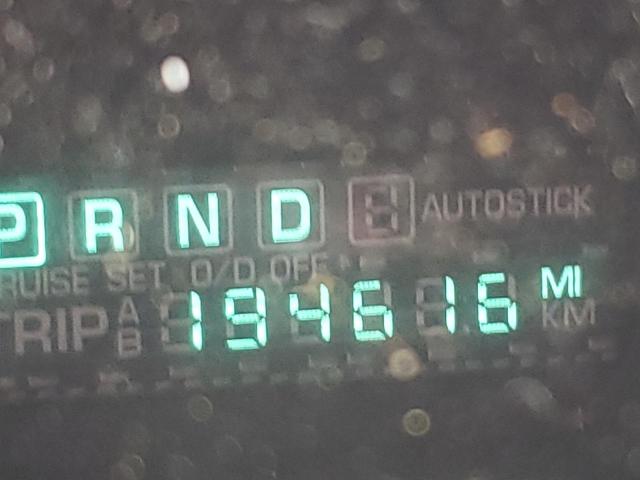 P R N D AUTOSTICK
CRUISE SET O/D OFF
TRIP A B 194616 MI KM